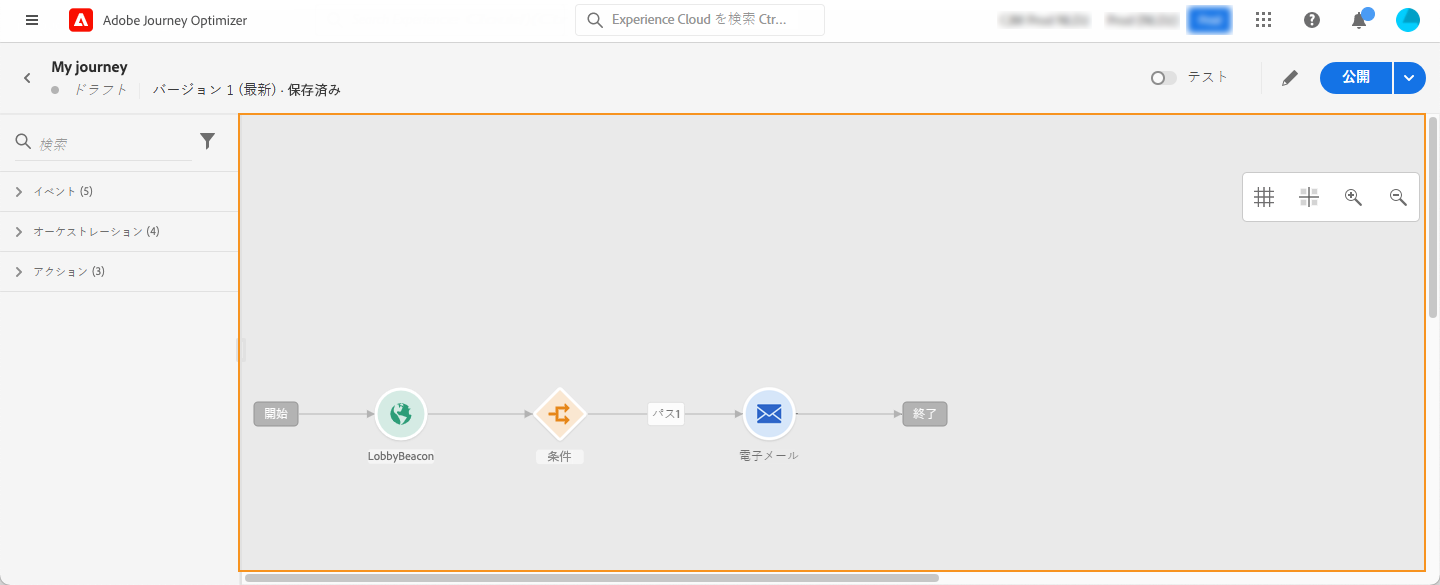 Adobe Journey Optimizer
Experience Cloud を検索 Ctr...
My journey
ドラフト
バージョン 1 (最新) · 保存済み
テスト
公開
検索
イベント (5)
オーケストレーション (4)
アクション (3)
開始
パス1
終了
LobbyBeacon
条件
電子メール